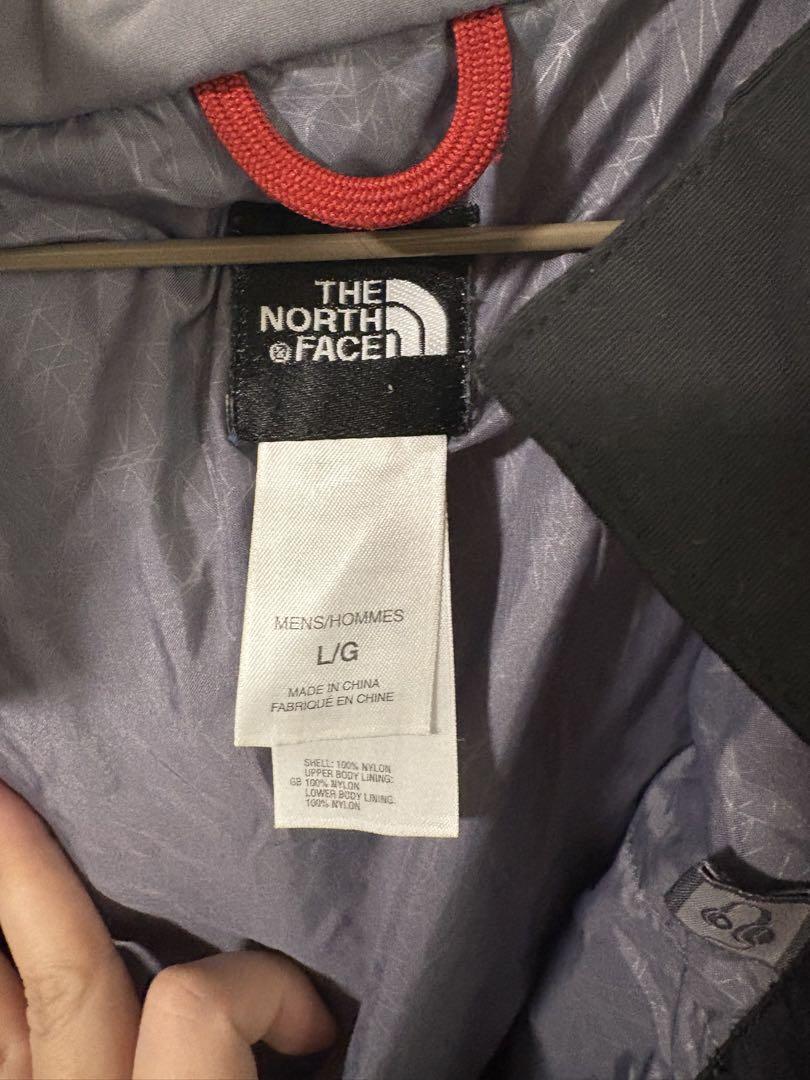 THE
NORTH
FACE
MENS/HOMMES
L/G
MADE IN CHINA
FABRIQUÉ EN CHINE
SHELL: 100% NYLON
UPPER BODY LINING:
GB 100% NYLON
LOWER BODY LINING:
100% NYLON